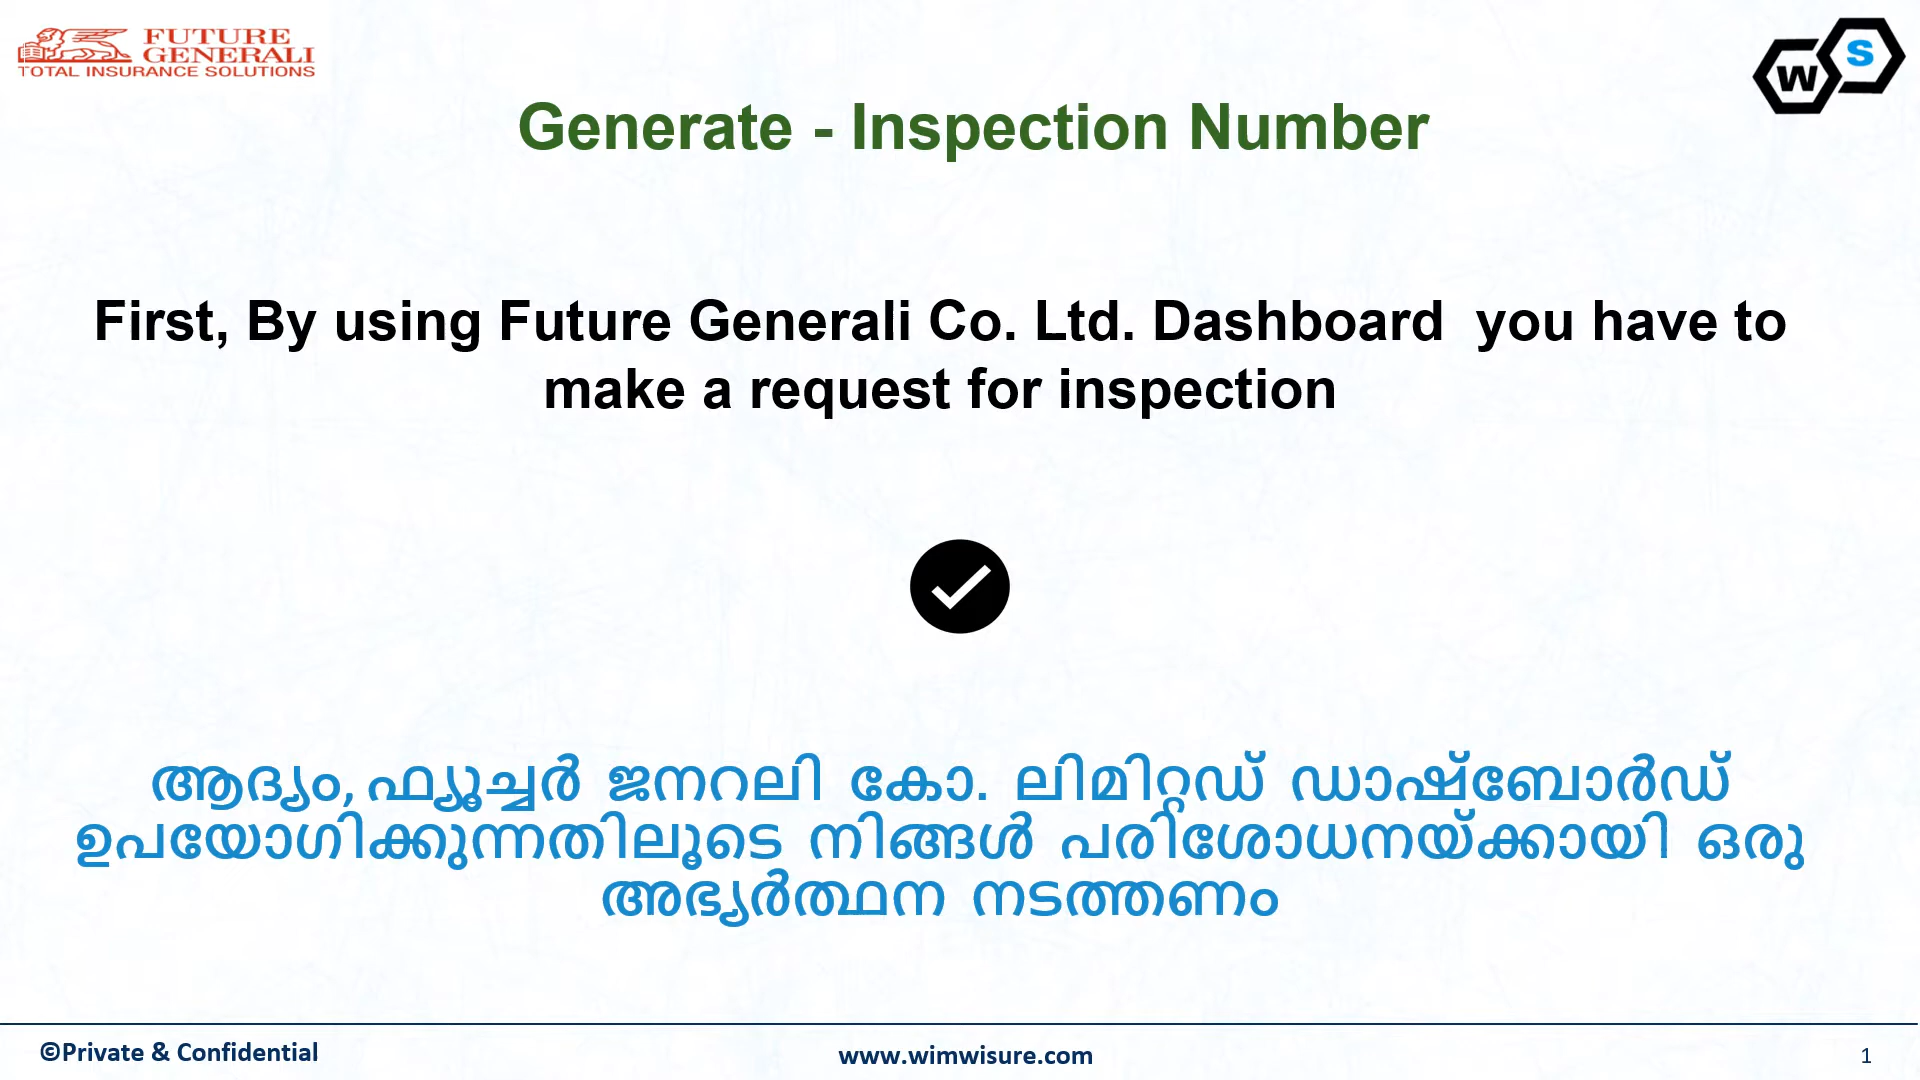 FUTURE
GENERALI
TOTAL INSURANCE SOLUTIONS
W S
Generate - Inspection Number
First, By using Future Generali Co. Ltd. Dashboard you have to
make a request for inspection
ആദ്യം, ഫ്യൂച്ചർ ജനറലി കോ. ലിമിറ്റഡ് ഡാഷ്ബോർഡ്
ഉപയോഗിക്കുന്നതിലൂടെ നിങ്ങൾ പരിശോധനയ്ക്കായി ഒരു
അഭ്യർത്ഥന നടത്തണം
©Private & Confidential
www.wimwisure.com
1